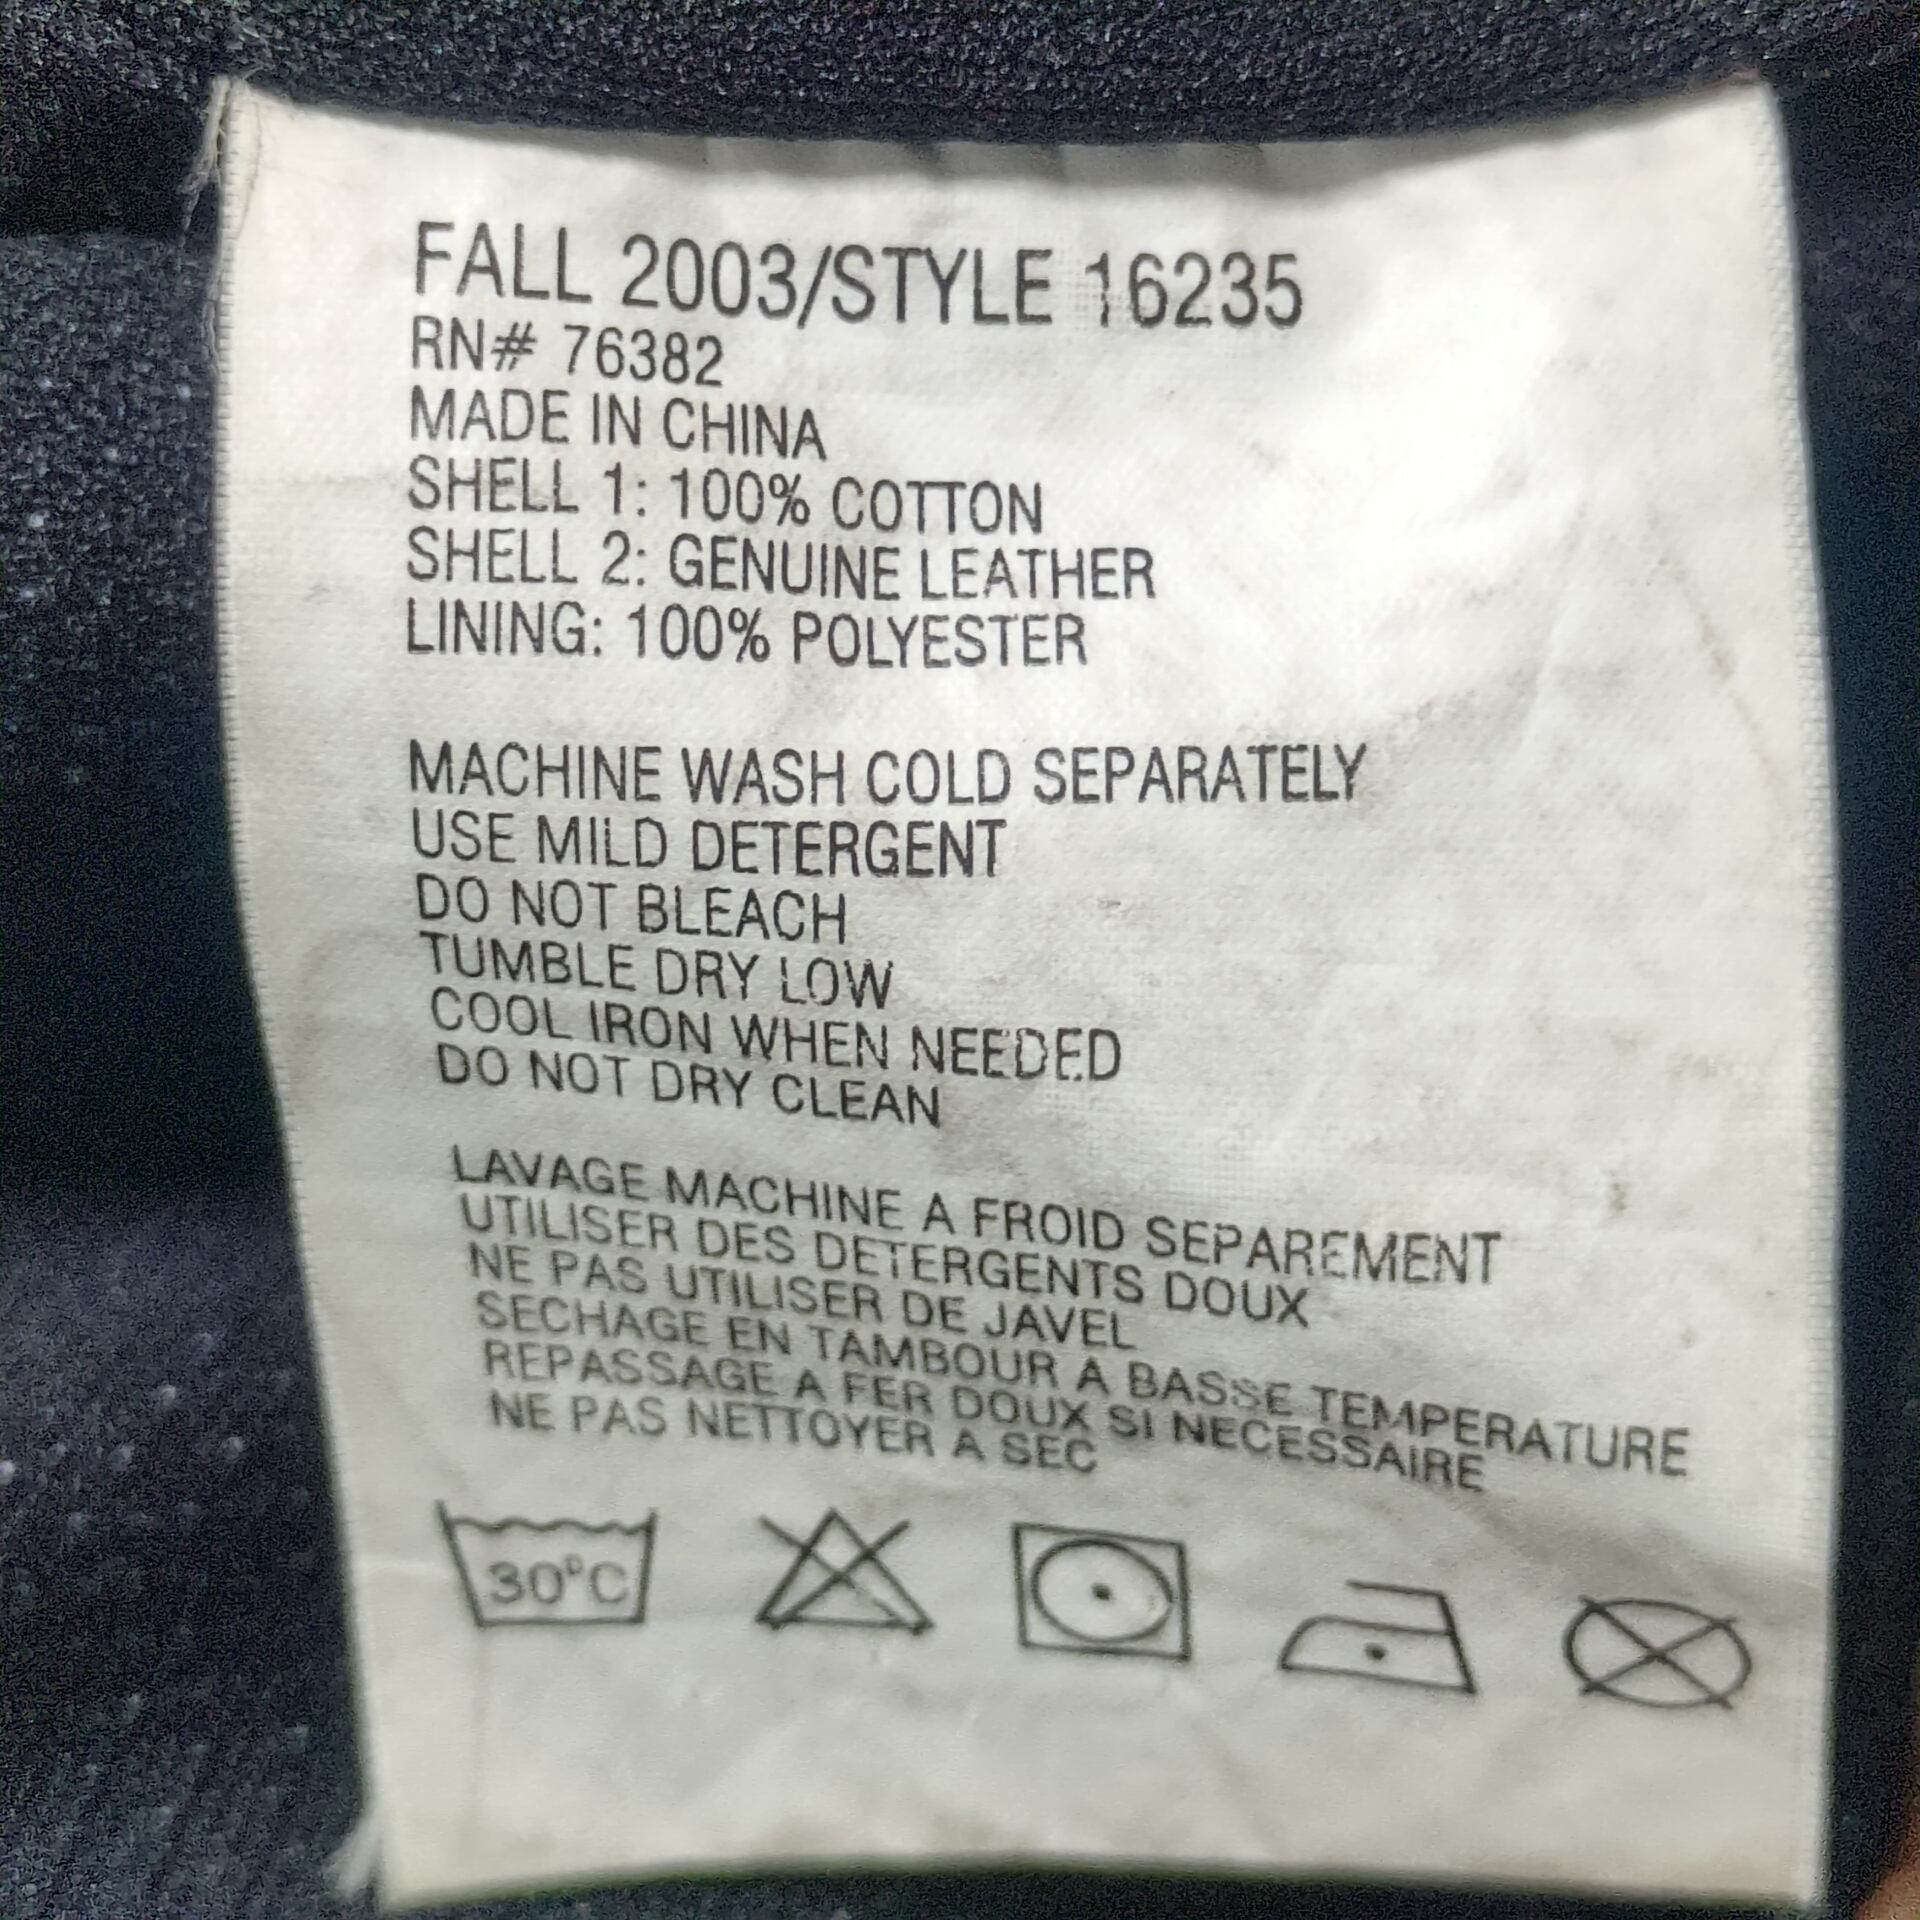 FALL 2003/STYLE 16235
RN# 76382
MADE IN CHINA
SHELL 1: 100% COTTON
SHELL 2: GENUINE LEATHER
LINING: 100% POLYESTER
MACHINE WASH COLD SEPARATELY
USE MILD DETERGENT
DO NOT BLEACH
TUMBLE DRY LOW
COOL IRON WHEN NEEDED
DO NOT DRY CLEAN
LAVAGE MACHINE A FROID SEPAREMENT
UTILISER DES DETERGENTS DOUX
NE PAS UTILISER DE JAVEL
SECHAGE EN TAMBOUR A BASSE TEMPERATURE
REPASSAGE A FER DOUX SI NECESSAIRE
NE PAS NETTOYER A SEC
30°C